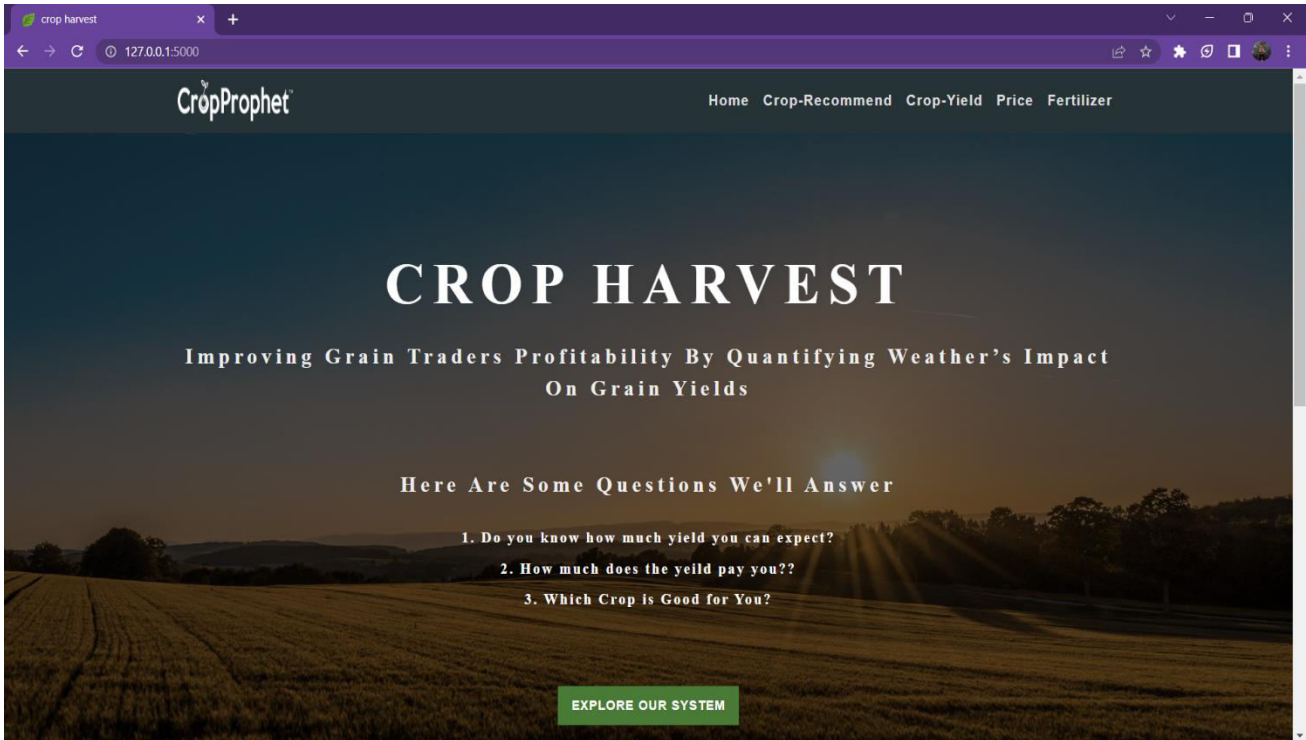 crop harvest
127.0.0.1:5000
CropProphet
Home Crop-Recommend Crop-Yield Price Fertilizer
CROP HARVEST
Improving Grain Traders Profitability By Quantifying Weather’s Impact
On Grain Yields
Here Are Some Questions We'll Answer
1. Do you know how much yield you can expect?
2. How much does the yeild pay you??
3. Which Crop is Good for You?
EXPLORE OUR SYSTEM